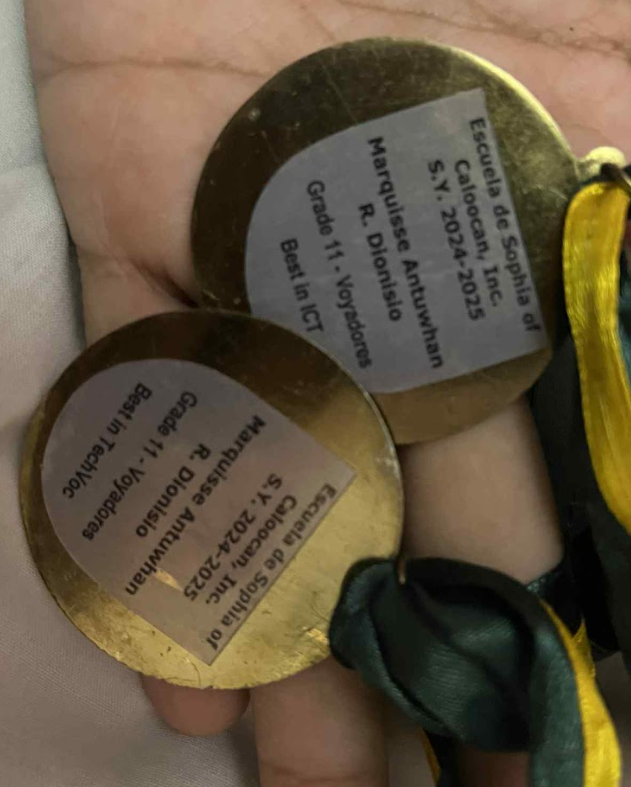 Escuela de Sophia of
Caloocan, Inc.
S.Y. 2024-2025
Marquisse Antuwhan
R. Dionisio
Grade 11 - Voyadores
Best in ICT
Escuela de Sophia of
Caloocan, Inc.
S.Y. 2024-2025
Marquisse Antuwhan
R. Dionisio
Grade 11 - Voyadores
Best in TechVoc